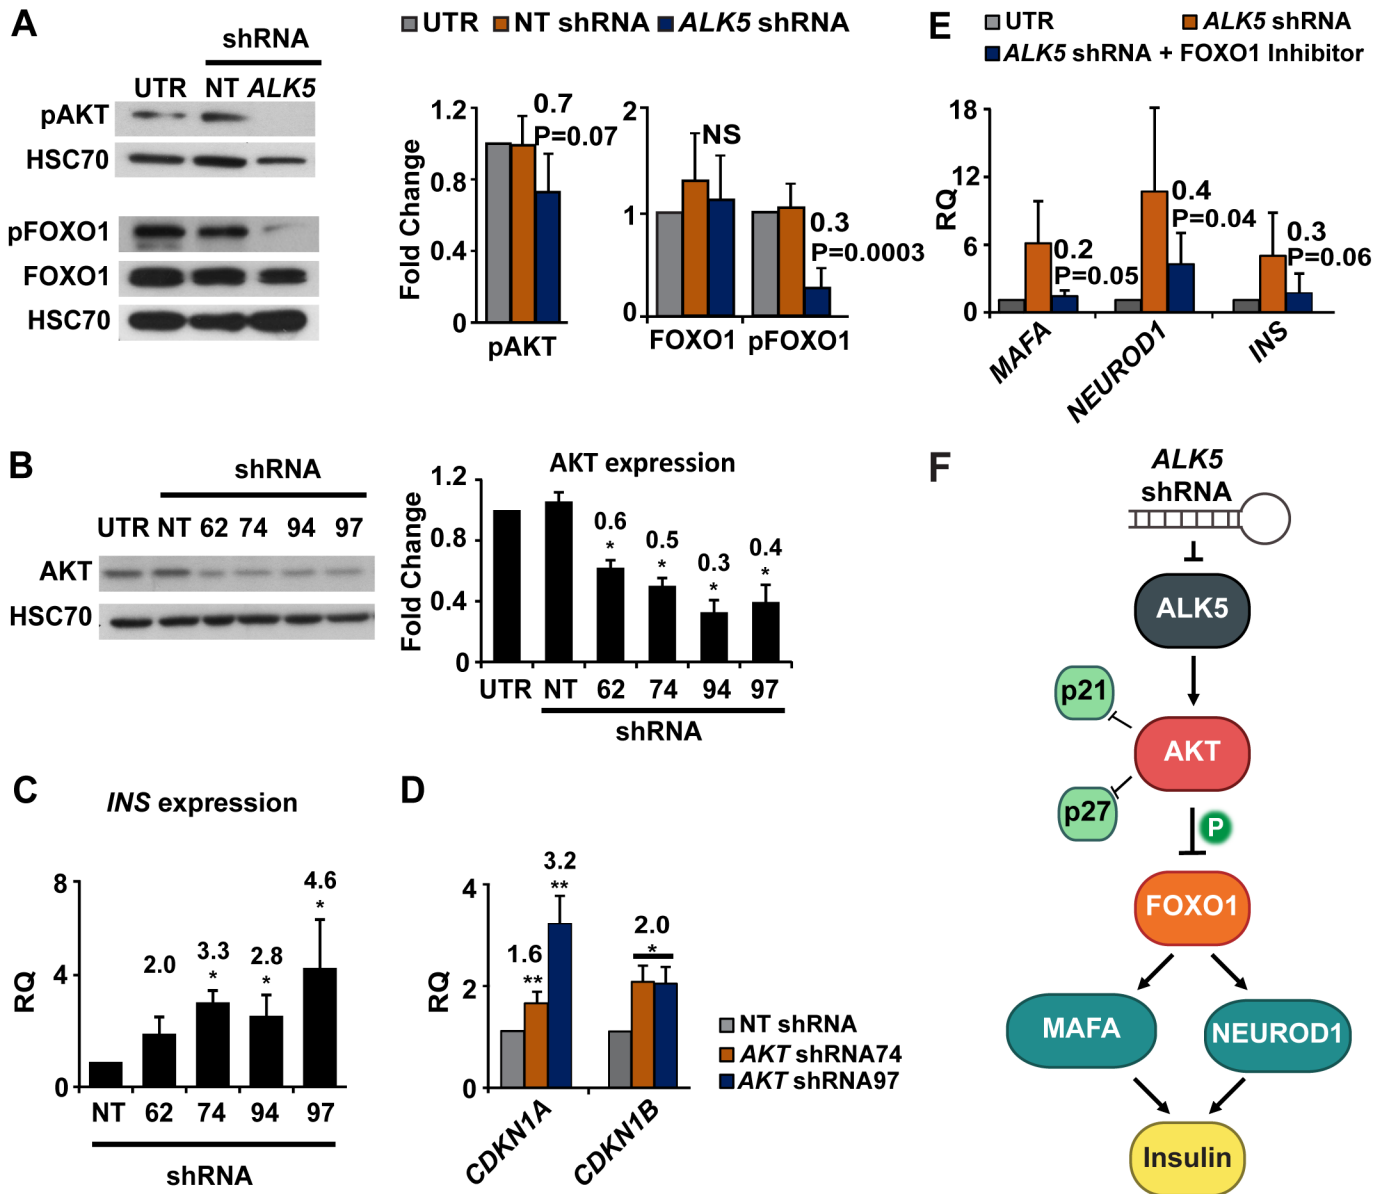 A
shRNA
UTR NT ALK5
pAKT
HSC70
pFOXO1
FOXO1
HSC70
UTR NT shRNA ALK5 shRNA
Fold Change
1.2
0.8
0.4
0
0.7
P=0.07
pAKT
2
1
0
NS
0.3
P=0.0003
FOXO1 pFOXO1
E
UTR ALK5 shRNA
ALK5 shRNA + FOXO1 Inhibitor
RQ
18
12
6
0
0.2
P=0.05
0.4
P=0.04
0.3
P=0.06
MAFA
NEUROD1
INS
B
shRNA
UTR NT 62 74 94 97
AKT
HSC70
AKT expression
Fold Change
1.2
0.8
0.4
0
0.6
*
0.5
*
0.3
*
0.4
*
UTR NT 62 74 94 97
shRNA
C
INS expression
RQ
8
4
0
2.0
3.3
*
2.8
*
4.6
*
NT 62 74 94 97
shRNA
D
RQ
4
2
0
1.6
**
3.2
**
2.0
*
CDKN1A
CDKN1B
NT shRNA
AKT shRNA74
AKT shRNA97
F
ALK5
shRNA
ALK5
p21
AKT
p27
P
FOXO1
MAFA
NEUROD1
Insulin